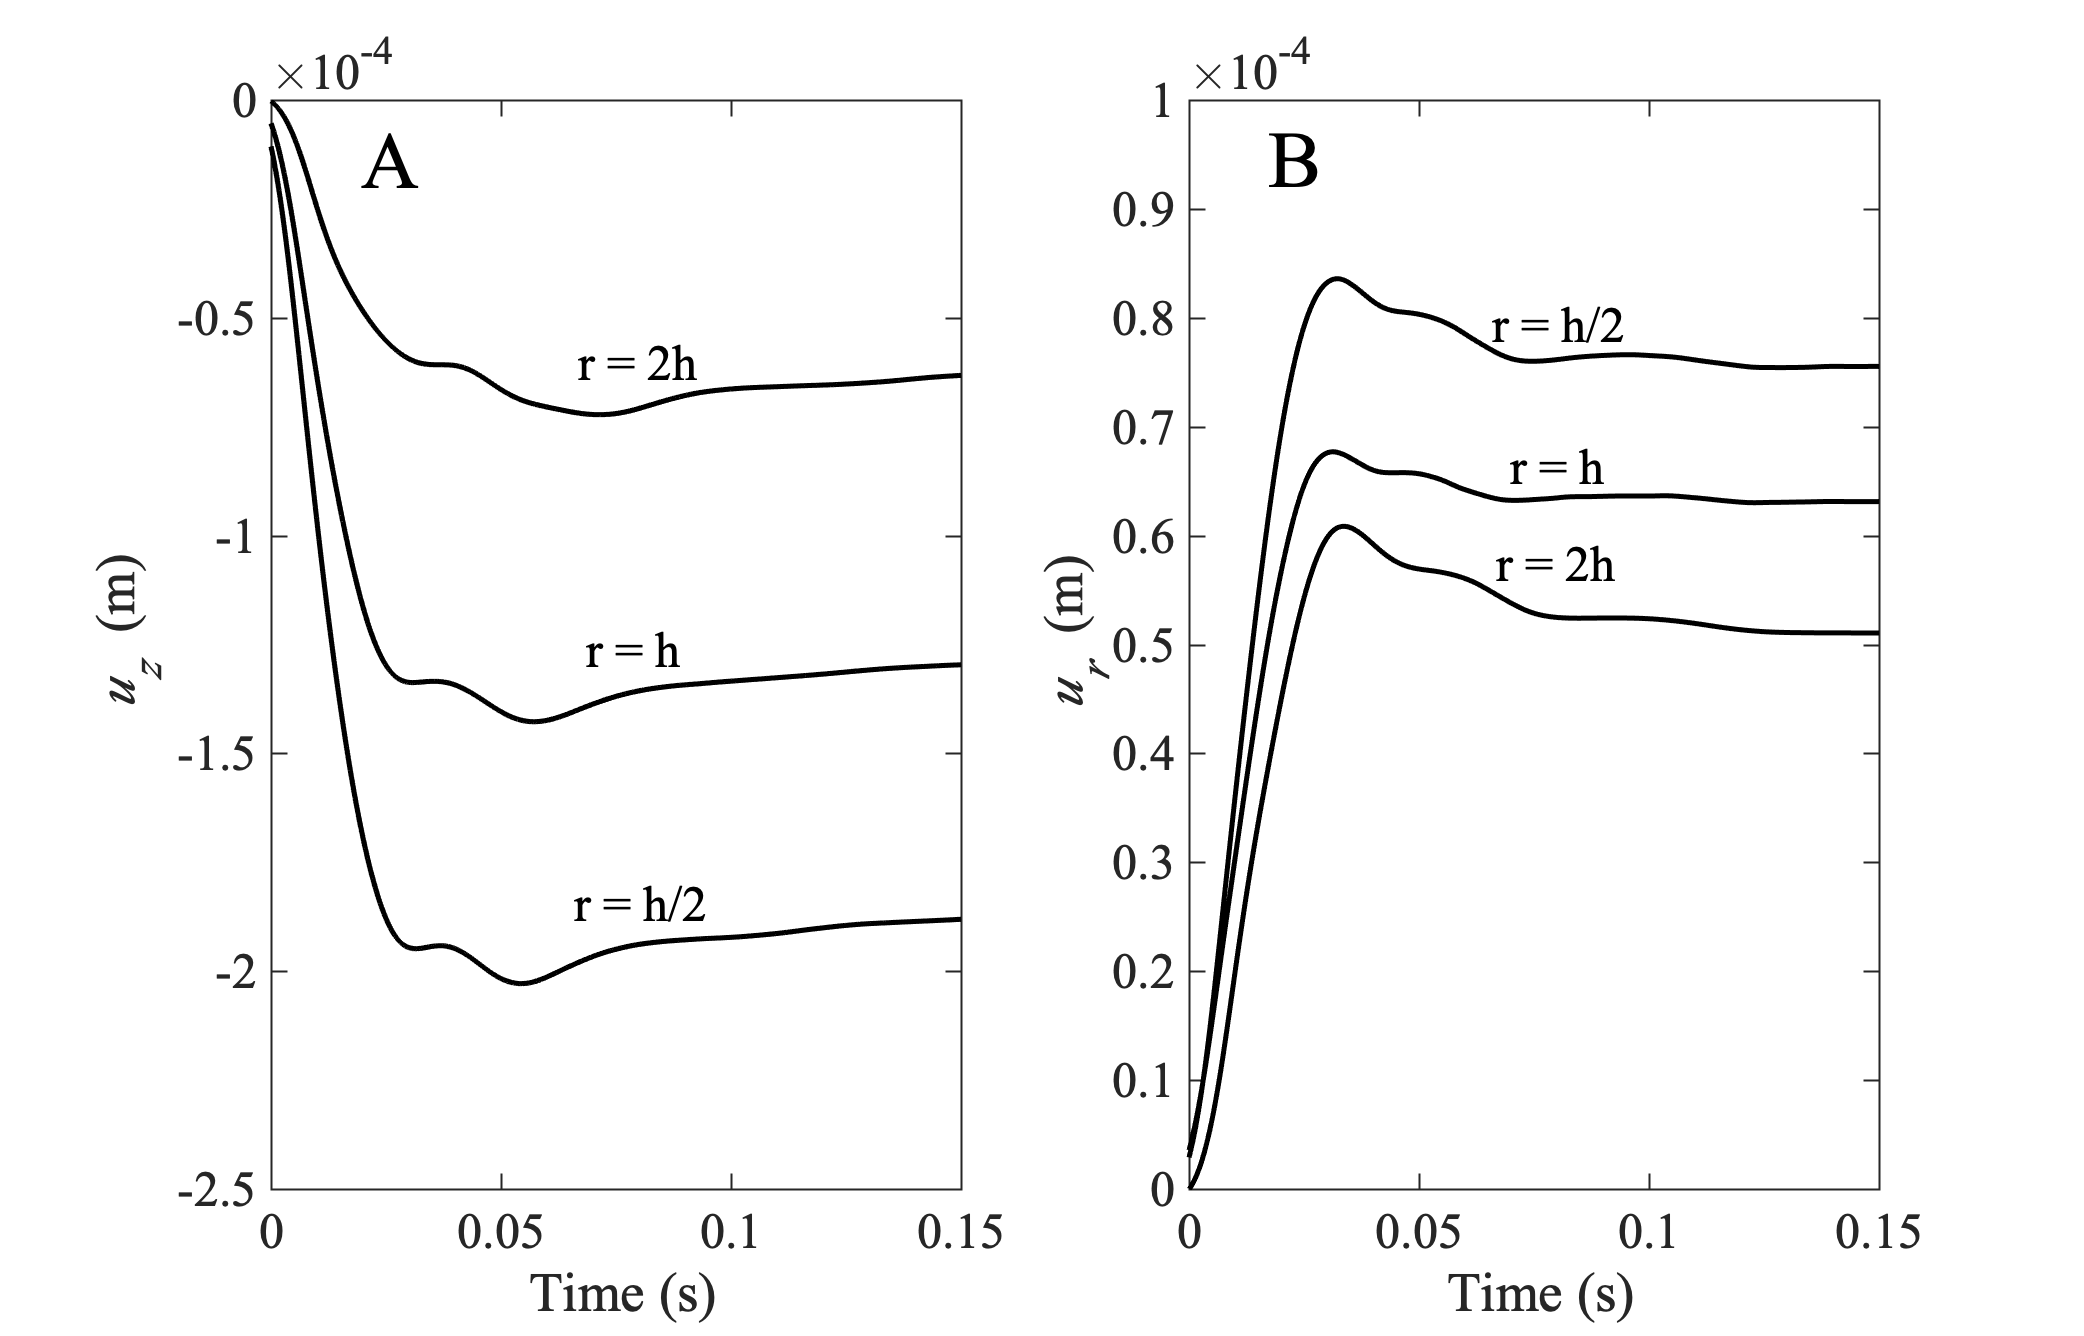 ×10-4
A
0
-0.5
-1
-1.5
-2
-2.5
uz (m)
r = 2h
r = h
r = h/2
0 0.05 0.1 0.15
Time (s)
×10-4
B
1
0.9
0.8
0.7
0.6
0.5
0.4
0.3
0.2
0.1
0
ur (m)
r = h/2
r = h
r = 2h
0 0.05 0.1 0.15
Time (s)